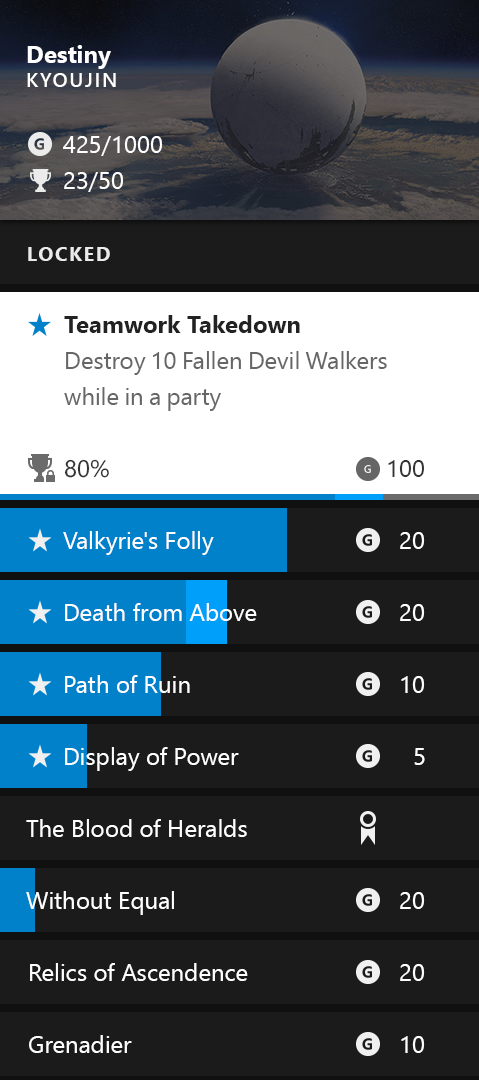 Destiny
KYOUJIN
G 425/1000
23/50
LOCKED
Teamwork Takedown
Destroy 10 Fallen Devil Walkers
while in a party
80% G 100
Valkyrie's Folly G 20
Death from Above G 20
Path of Ruin G 10
Display of Power G 5
The Blood of Heralds
Without Equal G 20
Relics of Ascendence G 20
Grenadier G 10